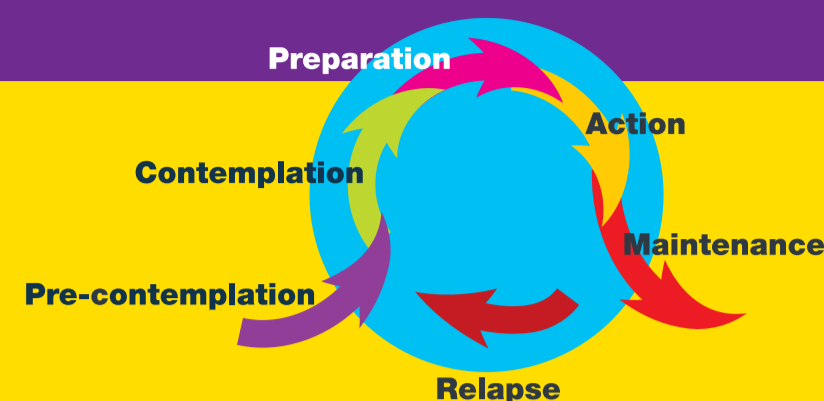 Preparation
Action
Contemplation
Maintenance
Pre-contemplation
Relapse